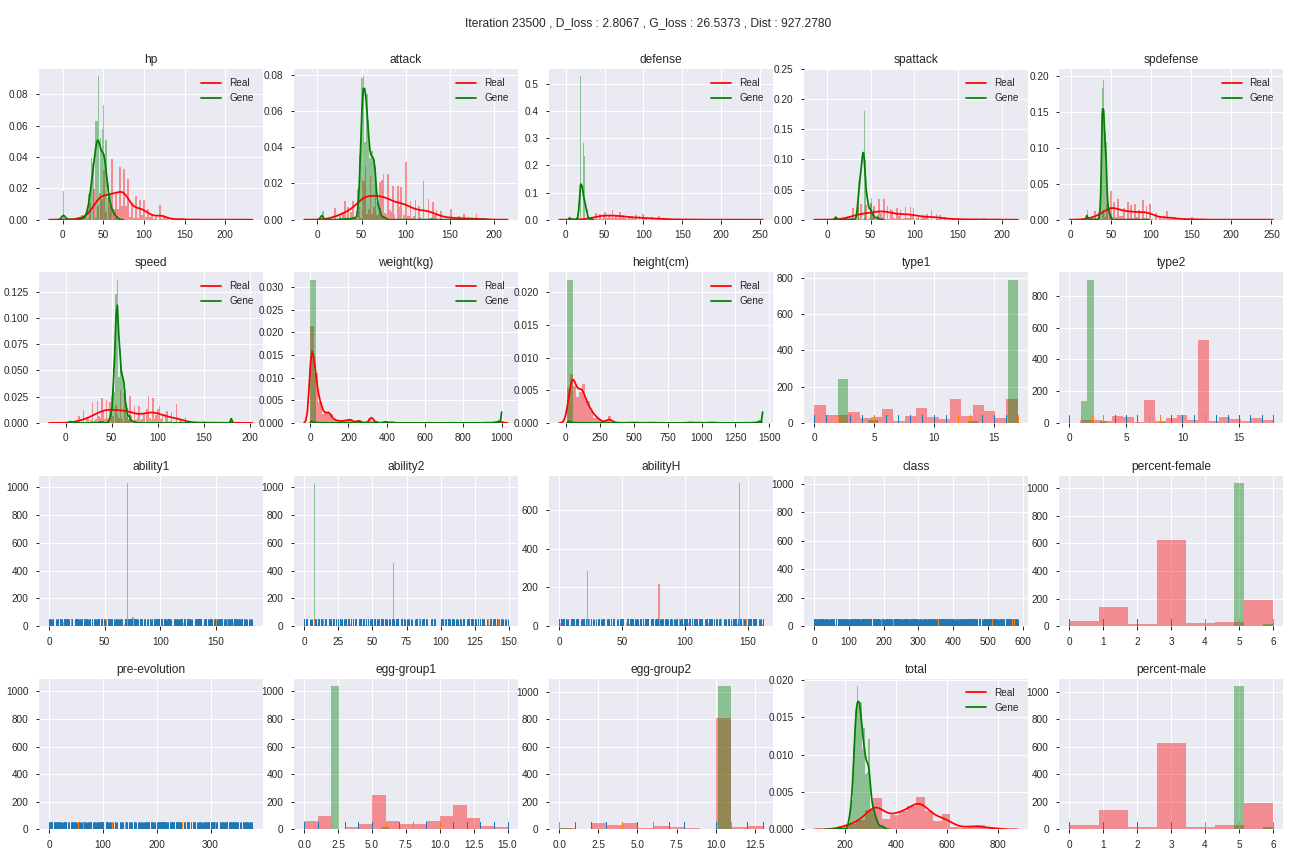 Iteration 23500 , D_loss : 2.8067 , G_loss : 26.5373 , Dist : 927.2780
hp attack defense spattack spdefense
Real Real Real Real Real
Gene Gene Gene Gene Gene
0.00 0.02 0.04 0.06 0.08
0 50 100 150 200
0.00 0.02 0.04 0.06 0.08
0 50 100 150 200
0.0 0.1 0.2 0.3 0.4 0.5
0 50 100 150 200 250
0.00 0.05 0.10 0.15 0.20 0.25
0 50 100 150 200
0.00 0.05 0.10 0.15 0.20
0 50 100 150 200 250
speed weight(kg) height(cm) type1 type2
Real Real Real
Gene Gene Gene
0.000 0.025 0.050 0.075 0.100 0.125
0 50 100 150 200
0.000 0.005 0.010 0.015 0.020 0.025 0.030
0 200 400 600 800 1000
0.000 0.005 0.010 0.015 0.020
0 250 500 750 1000 1250 1500
0 200 400 600 800
0 5 10 15
0 200 400 600 800
0 5 10 15
ability1 ability2 abilityH class percent-female
0 200 400 600 800 1000
0 50 100 150
0 200 400 600 800 1000
0 25 50 75 100 125 150
0 200 400 600
0 50 100 150
0 200 400 600 800 1000
0 100 200 300 400 500 600
0 200 400 600 800 1000
0 1 2 3 4 5 6
pre-evolution egg-group1 egg-group2 total percent-male
Real
Gene
0 200 400 600 800 1000
0 100 200 300
0 200 400 600 800 1000
0.0 2.5 5.0 7.5 10.0 12.5 15.0
0 200 400 600 800 1000
0.0 2.5 5.0 7.5 10.0 12.5
0.000 0.005 0.010 0.015 0.020
200 400 600 800
0 200 400 600 800 1000
0 1 2 3 4 5 6